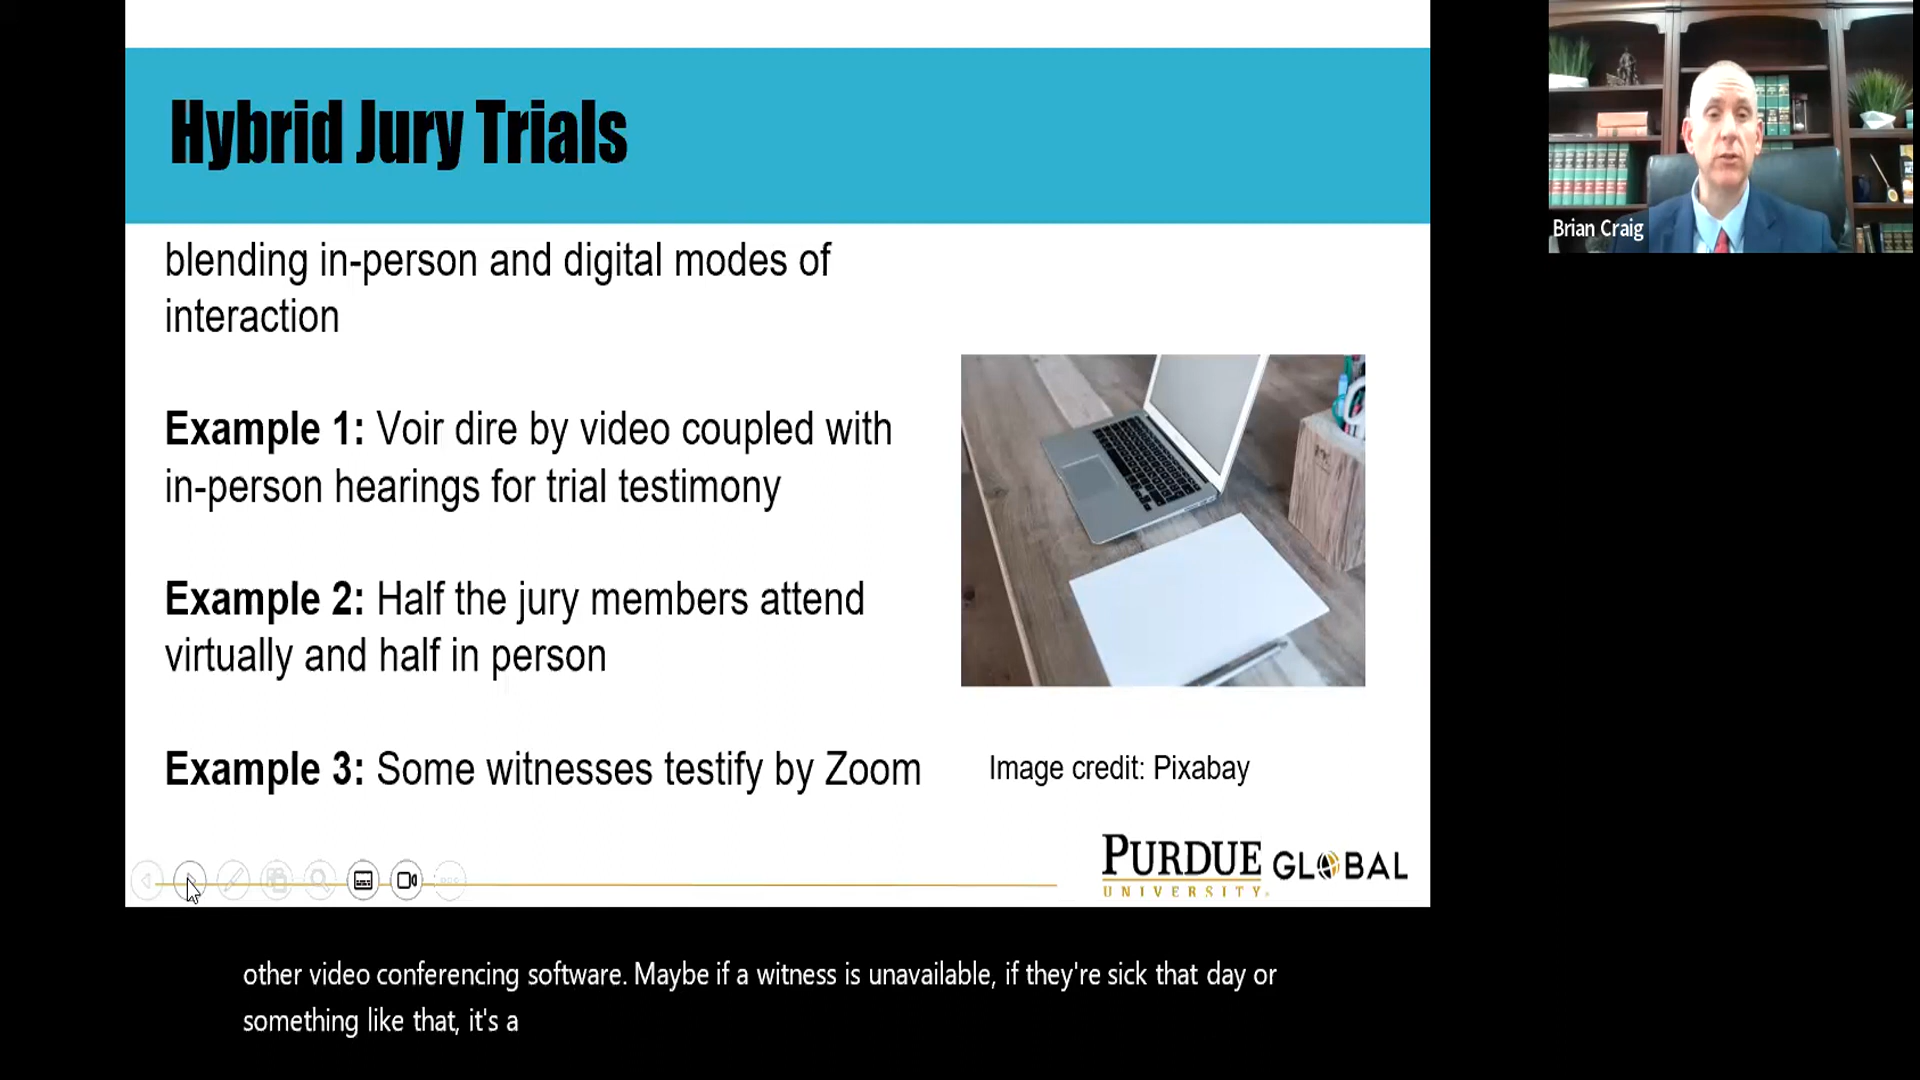 Hybrid Jury Trials
blending in-person and digital modes of
interaction
Example 1: Voir dire by video coupled with
in-person hearings for trial testimony
Example 2: Half the jury members attend
virtually and half in person
Example 3: Some witnesses testify by Zoom
Image credit: Pixabay
PURDUE GLOBAL
UNIVERSITY
Brian Craig
other video conferencing software. Maybe if a witness is unavailable, if they're sick that day or
something like that, it's a